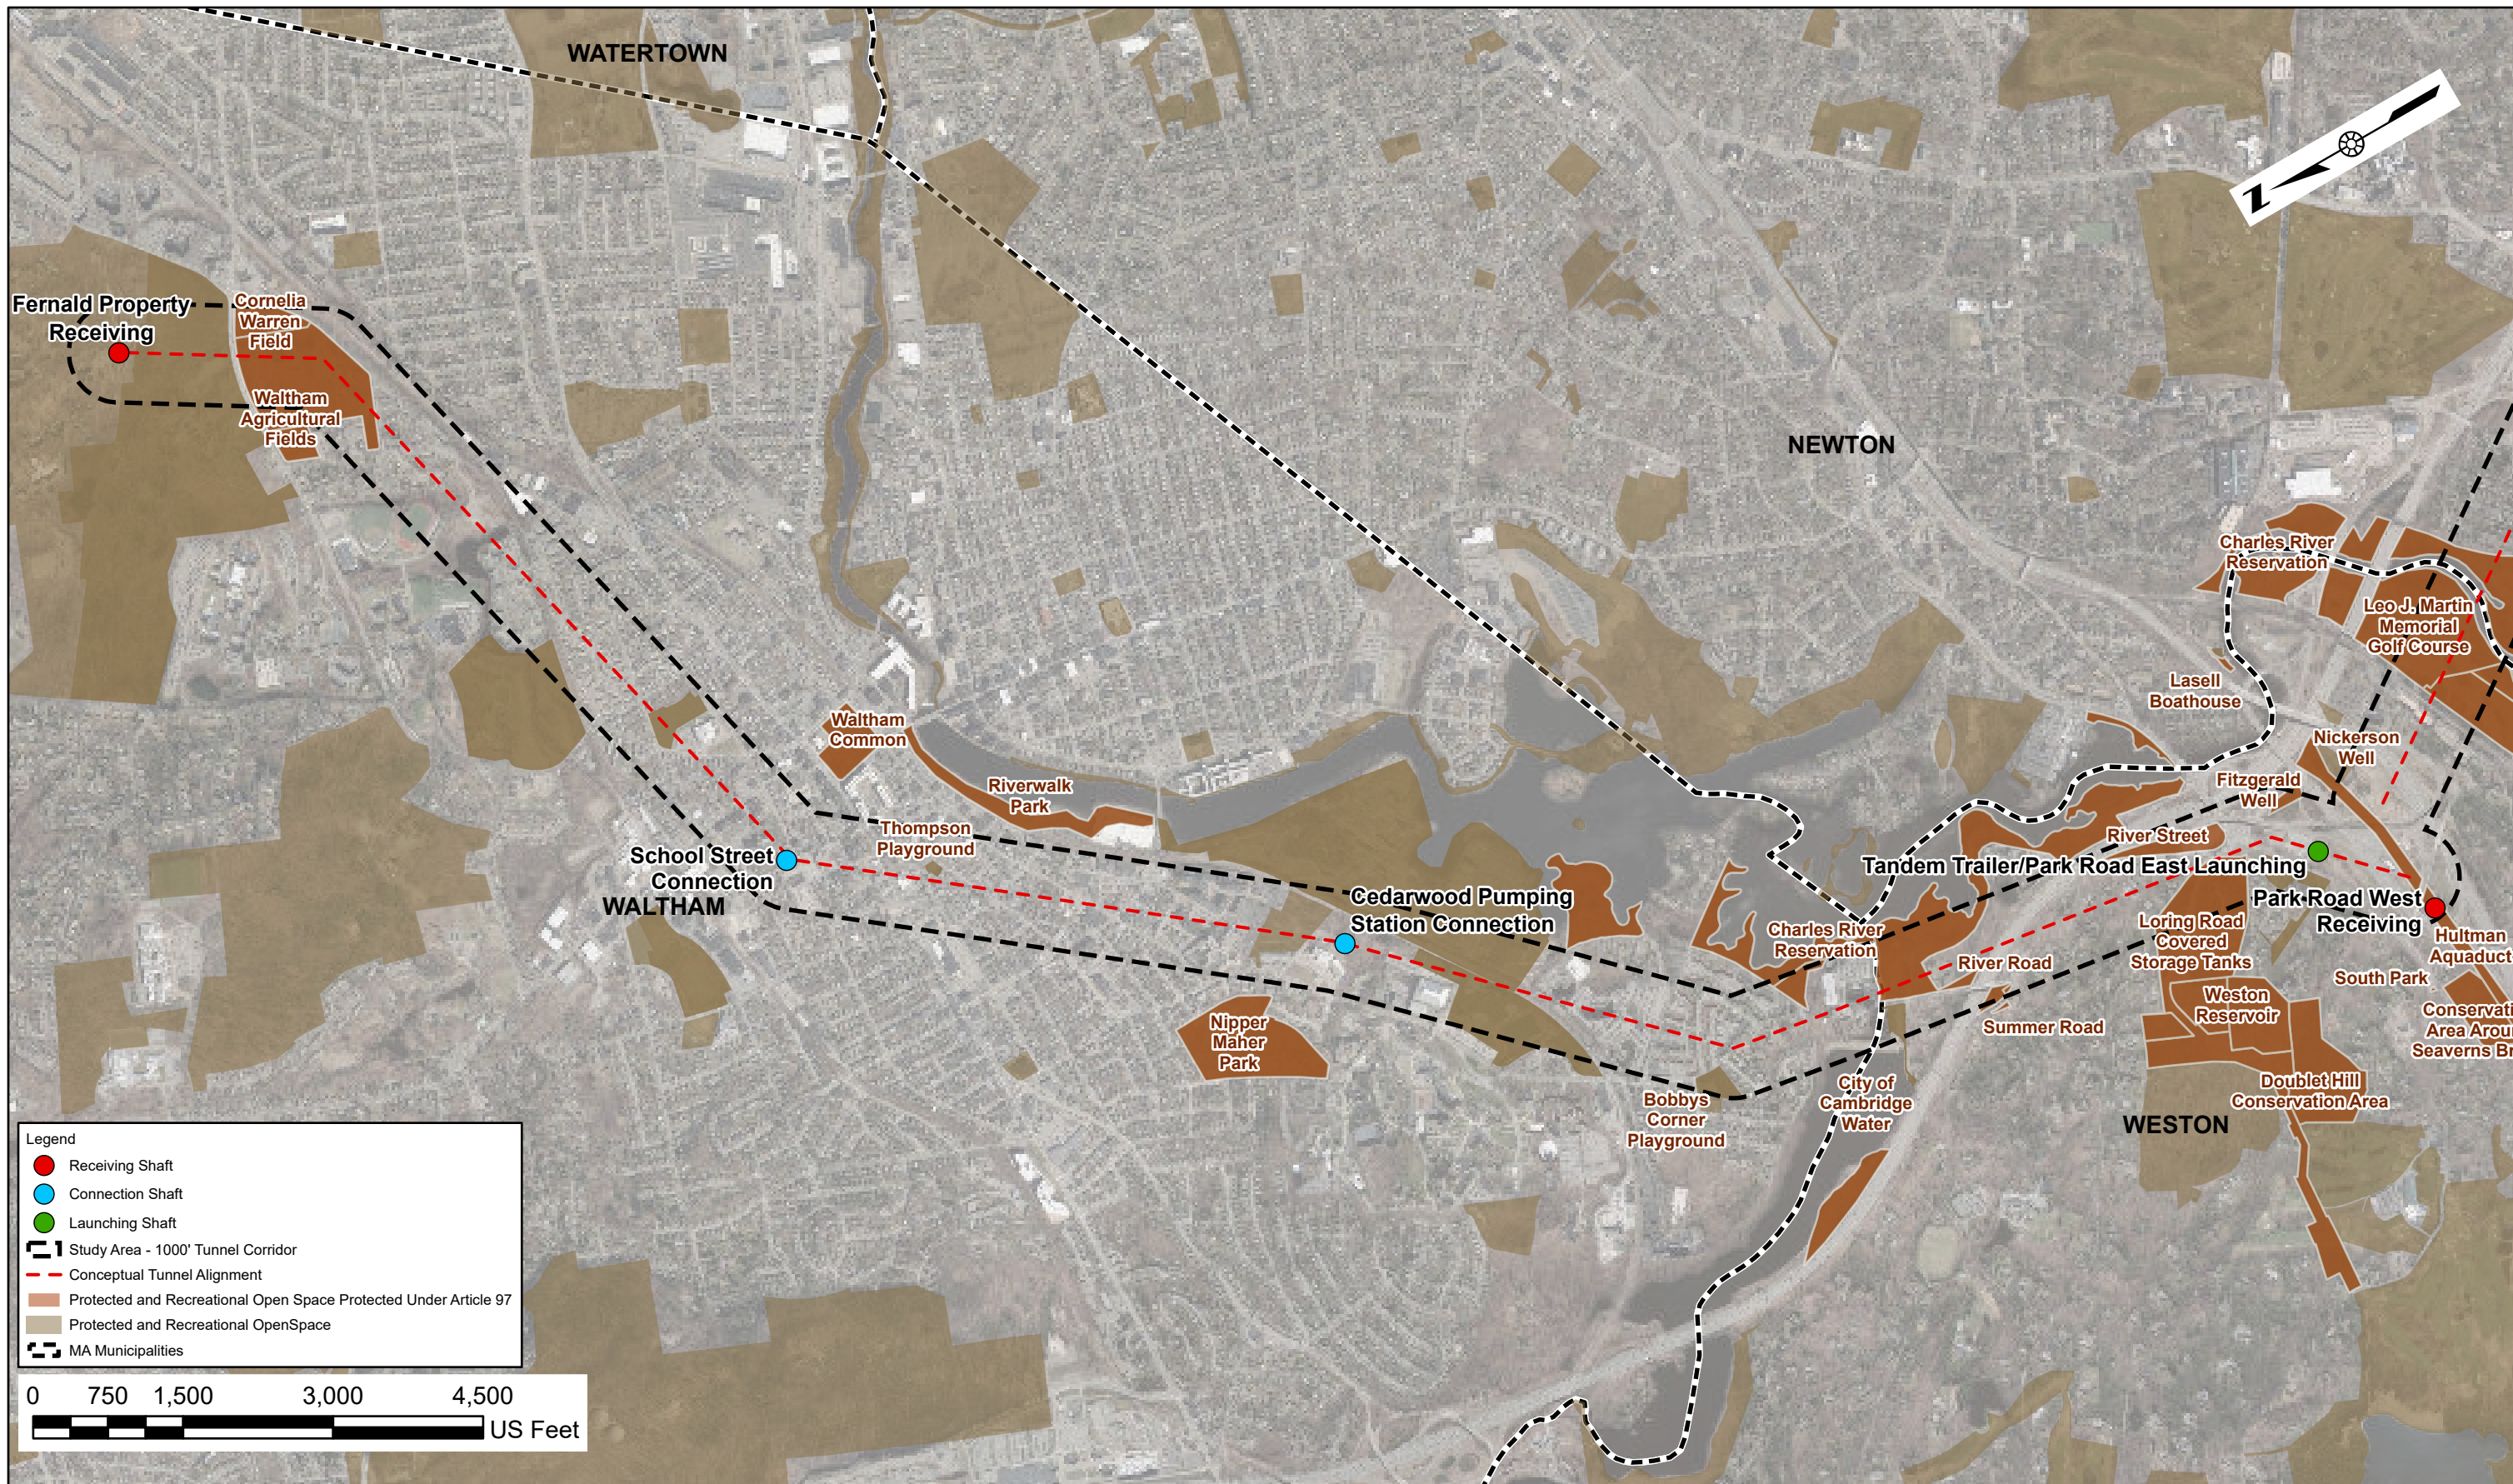 WATERTOWN
N
Fernald Property
Receiving
Cornelia
Warren
Field
Waltham
Agricultural
Fields
NEWTON
Charles River
Reservation
Leo J. Martin
Memorial
Golf Course
Lasell
Boathouse
Waltham
Common
Nickerson
Well
Riverwalk
Park
Fitzgerald
Well
Thompson
Playground
River Street
School Street
Connection
WALTHAM
Tandem Trailer/Park Road East Launching
Cedarwood Pumping
Station Connection
Park Road West
Receiving
Charles River
Reservation
Loring Road
Covered
Storage Tanks
Hultman
Aquaduct
River Road
South Park
Weston
Reservoir
Nipper
Maher
Park
Summer Road
Conservati
Area Arou
Seaverns Br
Bobbys
Corner
Playground
City of
Cambridge
Water
Doublet Hill
Conservation Area
WESTON
Legend
Receiving Shaft
Connection Shaft
Launching Shaft
Study Area - 1000' Tunnel Corridor
Conceptual Tunnel Alignment
Protected and Recreational Open Space Protected Under Article 97
Protected and Recreational OpenSpace
MA Municipalities
0 750 1,500 3,000 4,500
US Feet